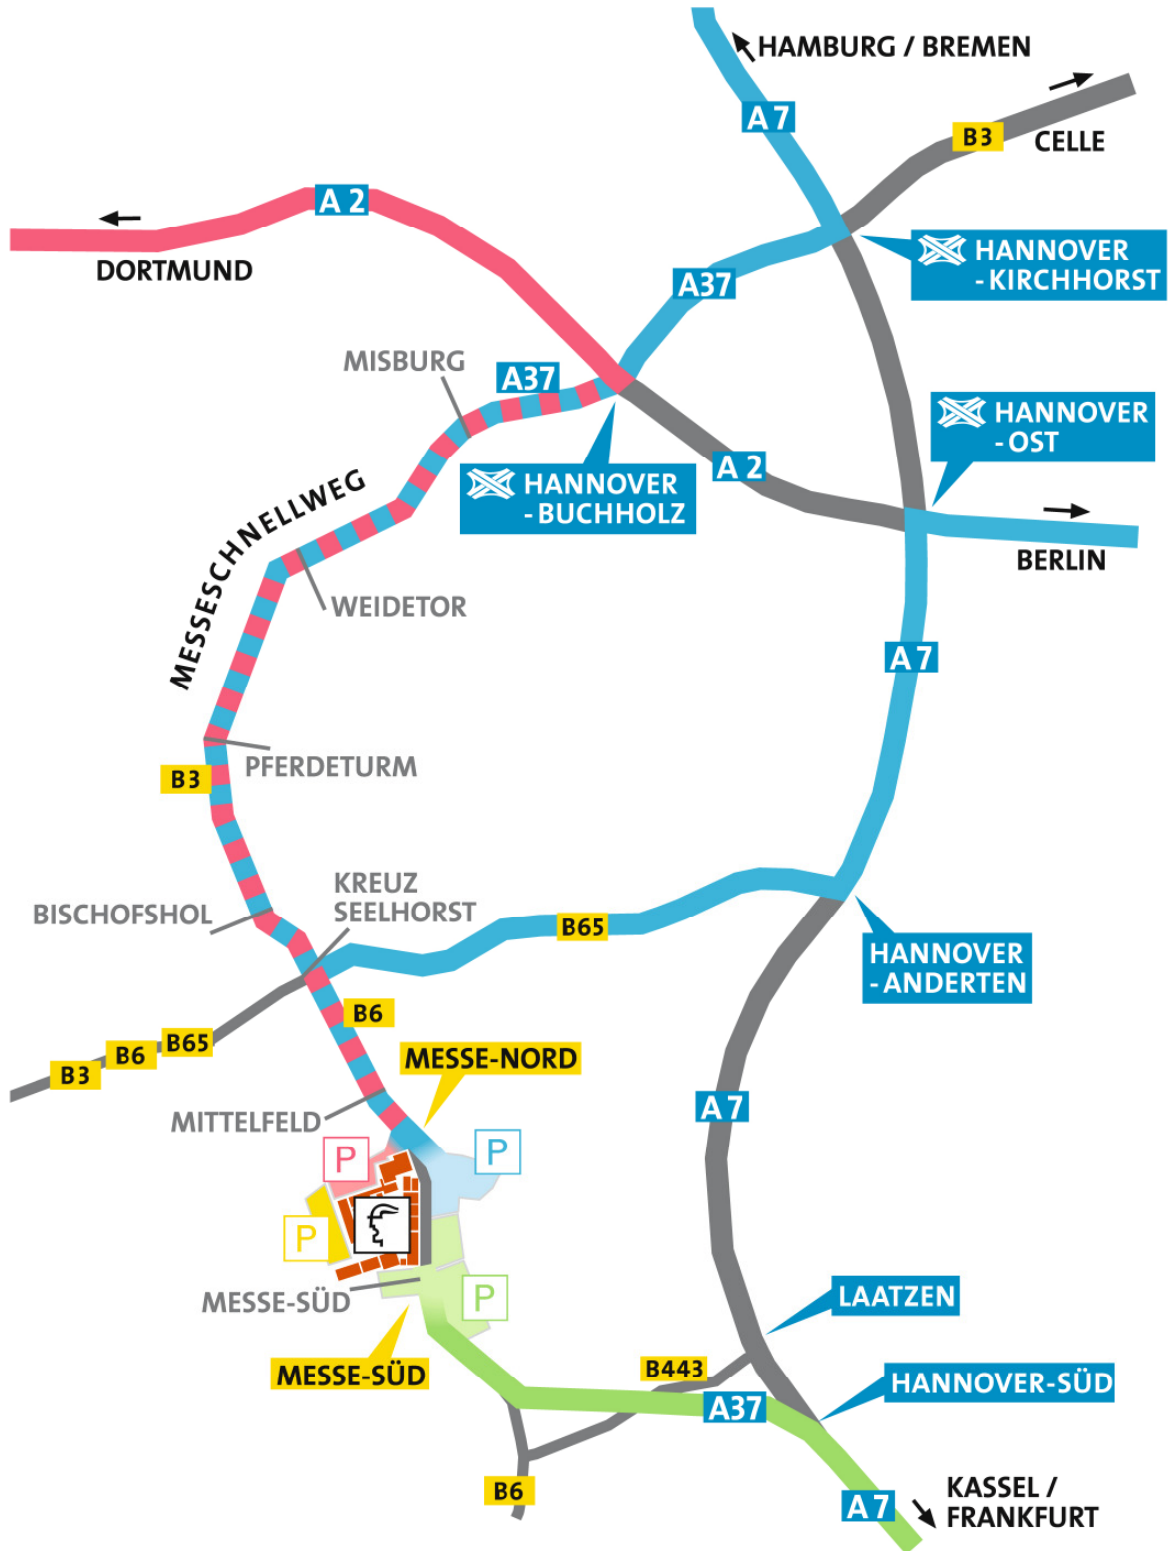 HAMBURG / BREMEN
A 7
B3
CELLE
A 2
DORTMUND
HANNOVER
- KIRCHHORST
A37
MISBURG
A37
HANNOVER
- OST
A 2
HANNOVER
- BUCHHOLZ
MESSESCHNELLWEG
BERLIN
WEIDETOR
A 7
PFERDETURM
B3
KREUZ
SEELHORST
BISCHOFSHOL
B65
HANNOVER
- ANDERTEN
B6
B65
B6
B3
MESSE-NORD
A 7
MITTELFELD
P
P
P
MESSE-SÜD
P
LAATZEN
MESSE-SÜD
B443
HANNOVER-SÜD
A37
B6
A 7
KASSEL /
FRANKFURT